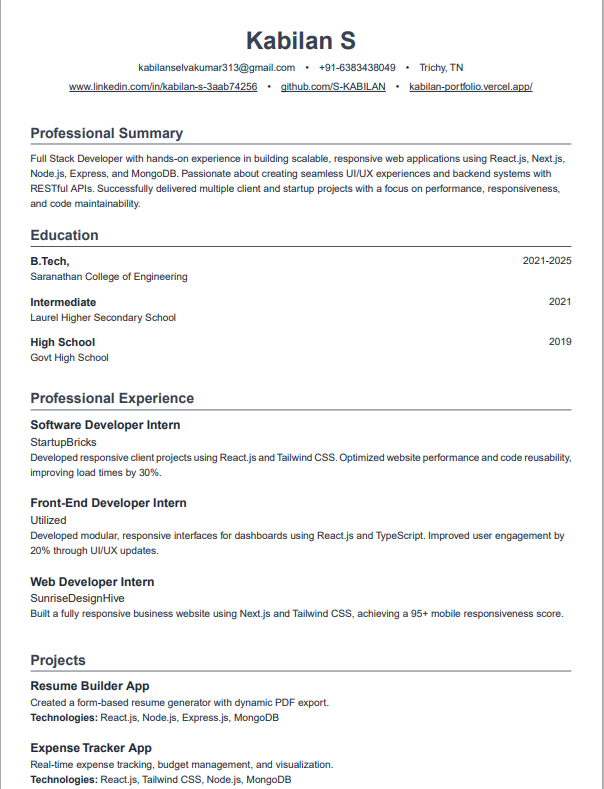 Kabilan S
kabilanselvakumar313@gmail.com • +91-6383438049 • Trichy, TN
www.linkedin.com/in/kabilan-s-3aab74256 • github.com/S-KABILAN • kabilan-portfolio.vercel.app/
Professional Summary
Full Stack Developer with hands-on experience in building scalable, responsive web applications using React.js, Next.js,
Node.js, Express, and MongoDB. Passionate about creating seamless UI/UX experiences and backend systems with
RESTful APIs. Successfully delivered multiple client and startup projects with a focus on performance, responsiveness,
and code maintainability.
Education
B.Tech, 2021-2025
Saranathan College of Engineering
Intermediate 2021
Laurel Higher Secondary School
High School 2019
Govt High School
Professional Experience
Software Developer Intern
StartupBricks
Developed responsive client projects using React.js and Tailwind CSS. Optimized website performance and code reusability,
improving load times by 30%.
Front-End Developer Intern
Utilized
Developed modular, responsive interfaces for dashboards using React.js and TypeScript. Improved user engagement by
20% through UI/UX updates.
Web Developer Intern
SunriseDesignHive
Built a fully responsive business website using Next.js and Tailwind CSS, achieving a 95+ mobile responsiveness score.
Projects
Resume Builder App
Created a form-based resume generator with dynamic PDF export.
Technologies: React.js, Node.js, Express.js, MongoDB
Expense Tracker App
Real-time expense tracking, budget management, and visualization.
Technologies: React.js, Tailwind CSS, Node.js, MongoDB